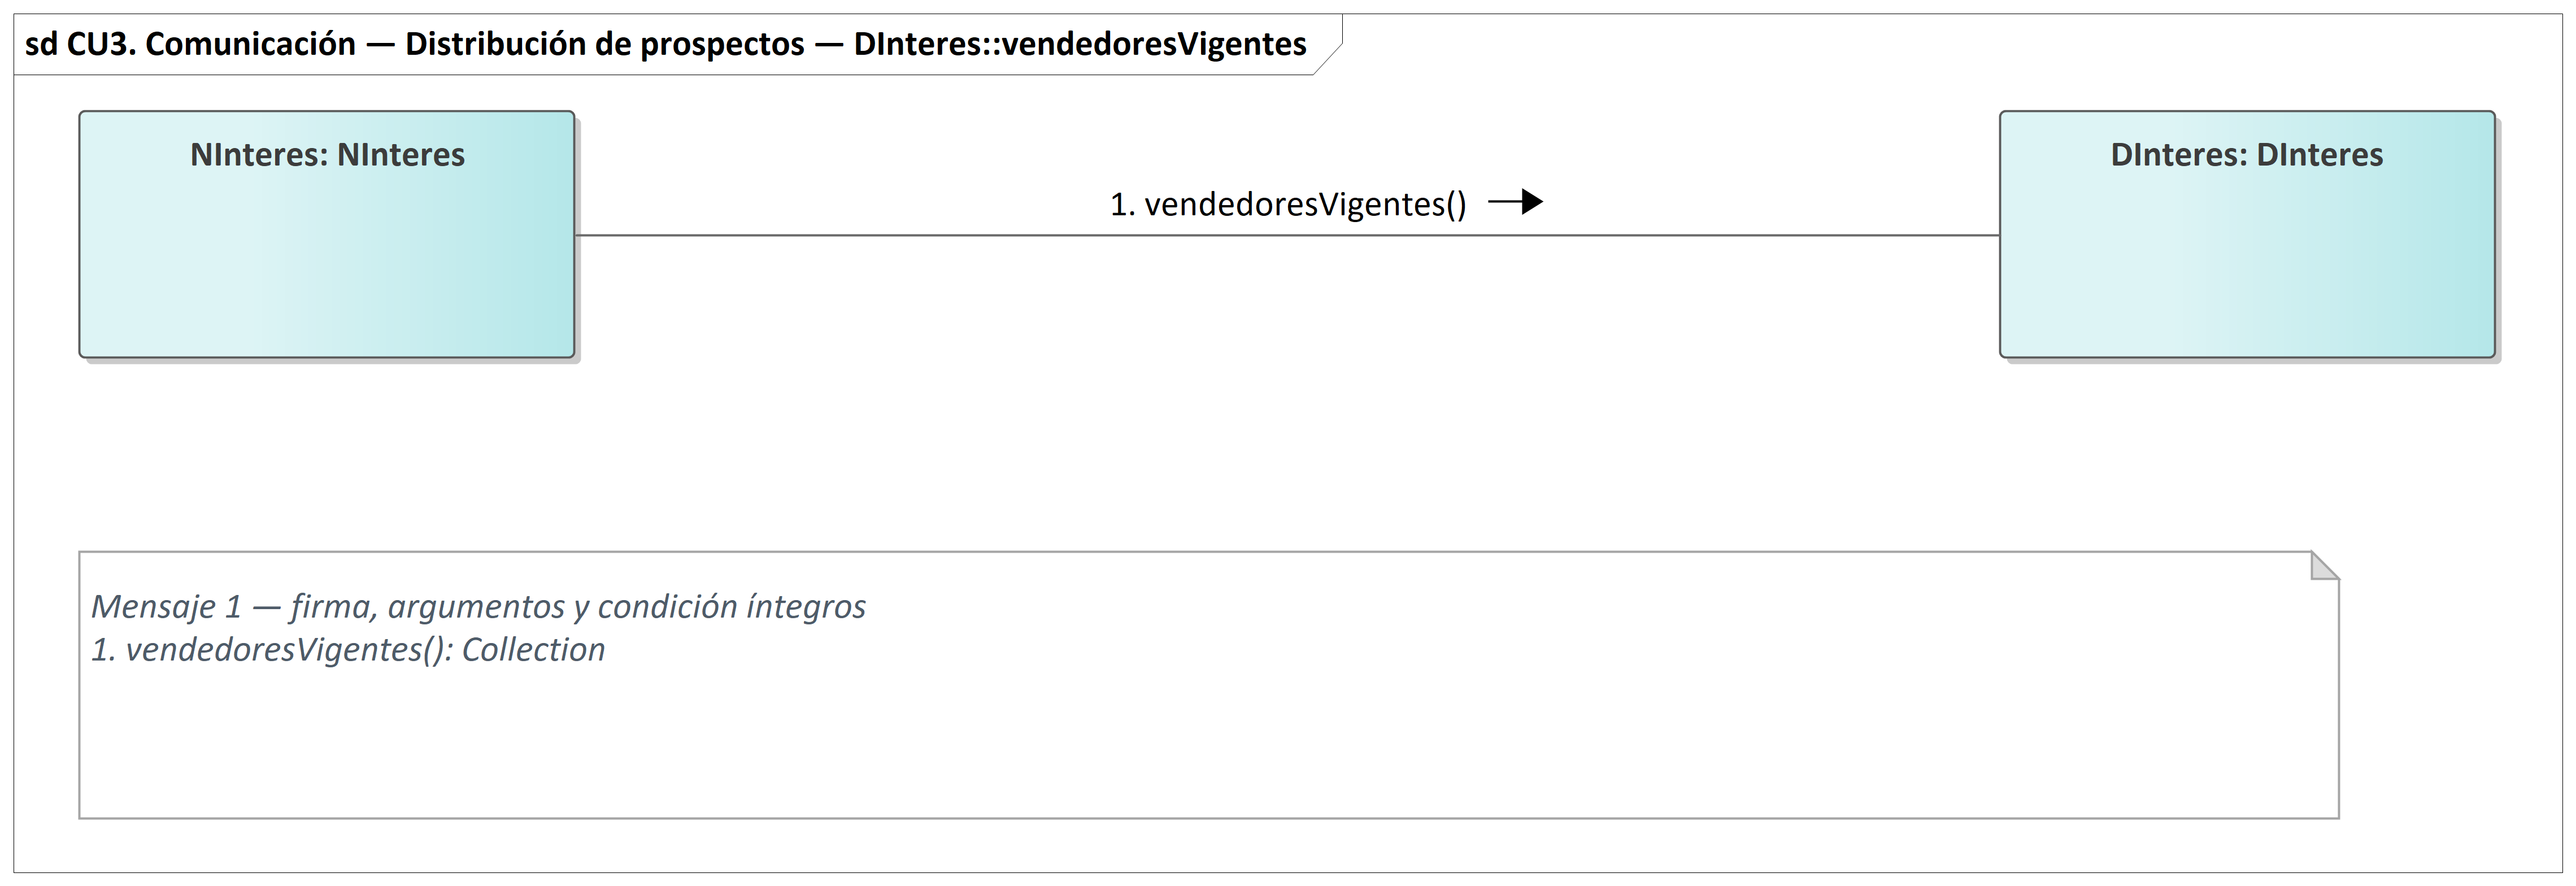 sd CU3. Comunicación — Distribución de prospectos — DInteres::vendedoresVigentes
NInteres: NInteres
DInteres: DInteres
1. vendedoresVigentes()
Mensaje 1 — firma, argumentos y condición íntegros
1. vendedoresVigentes(): Collection